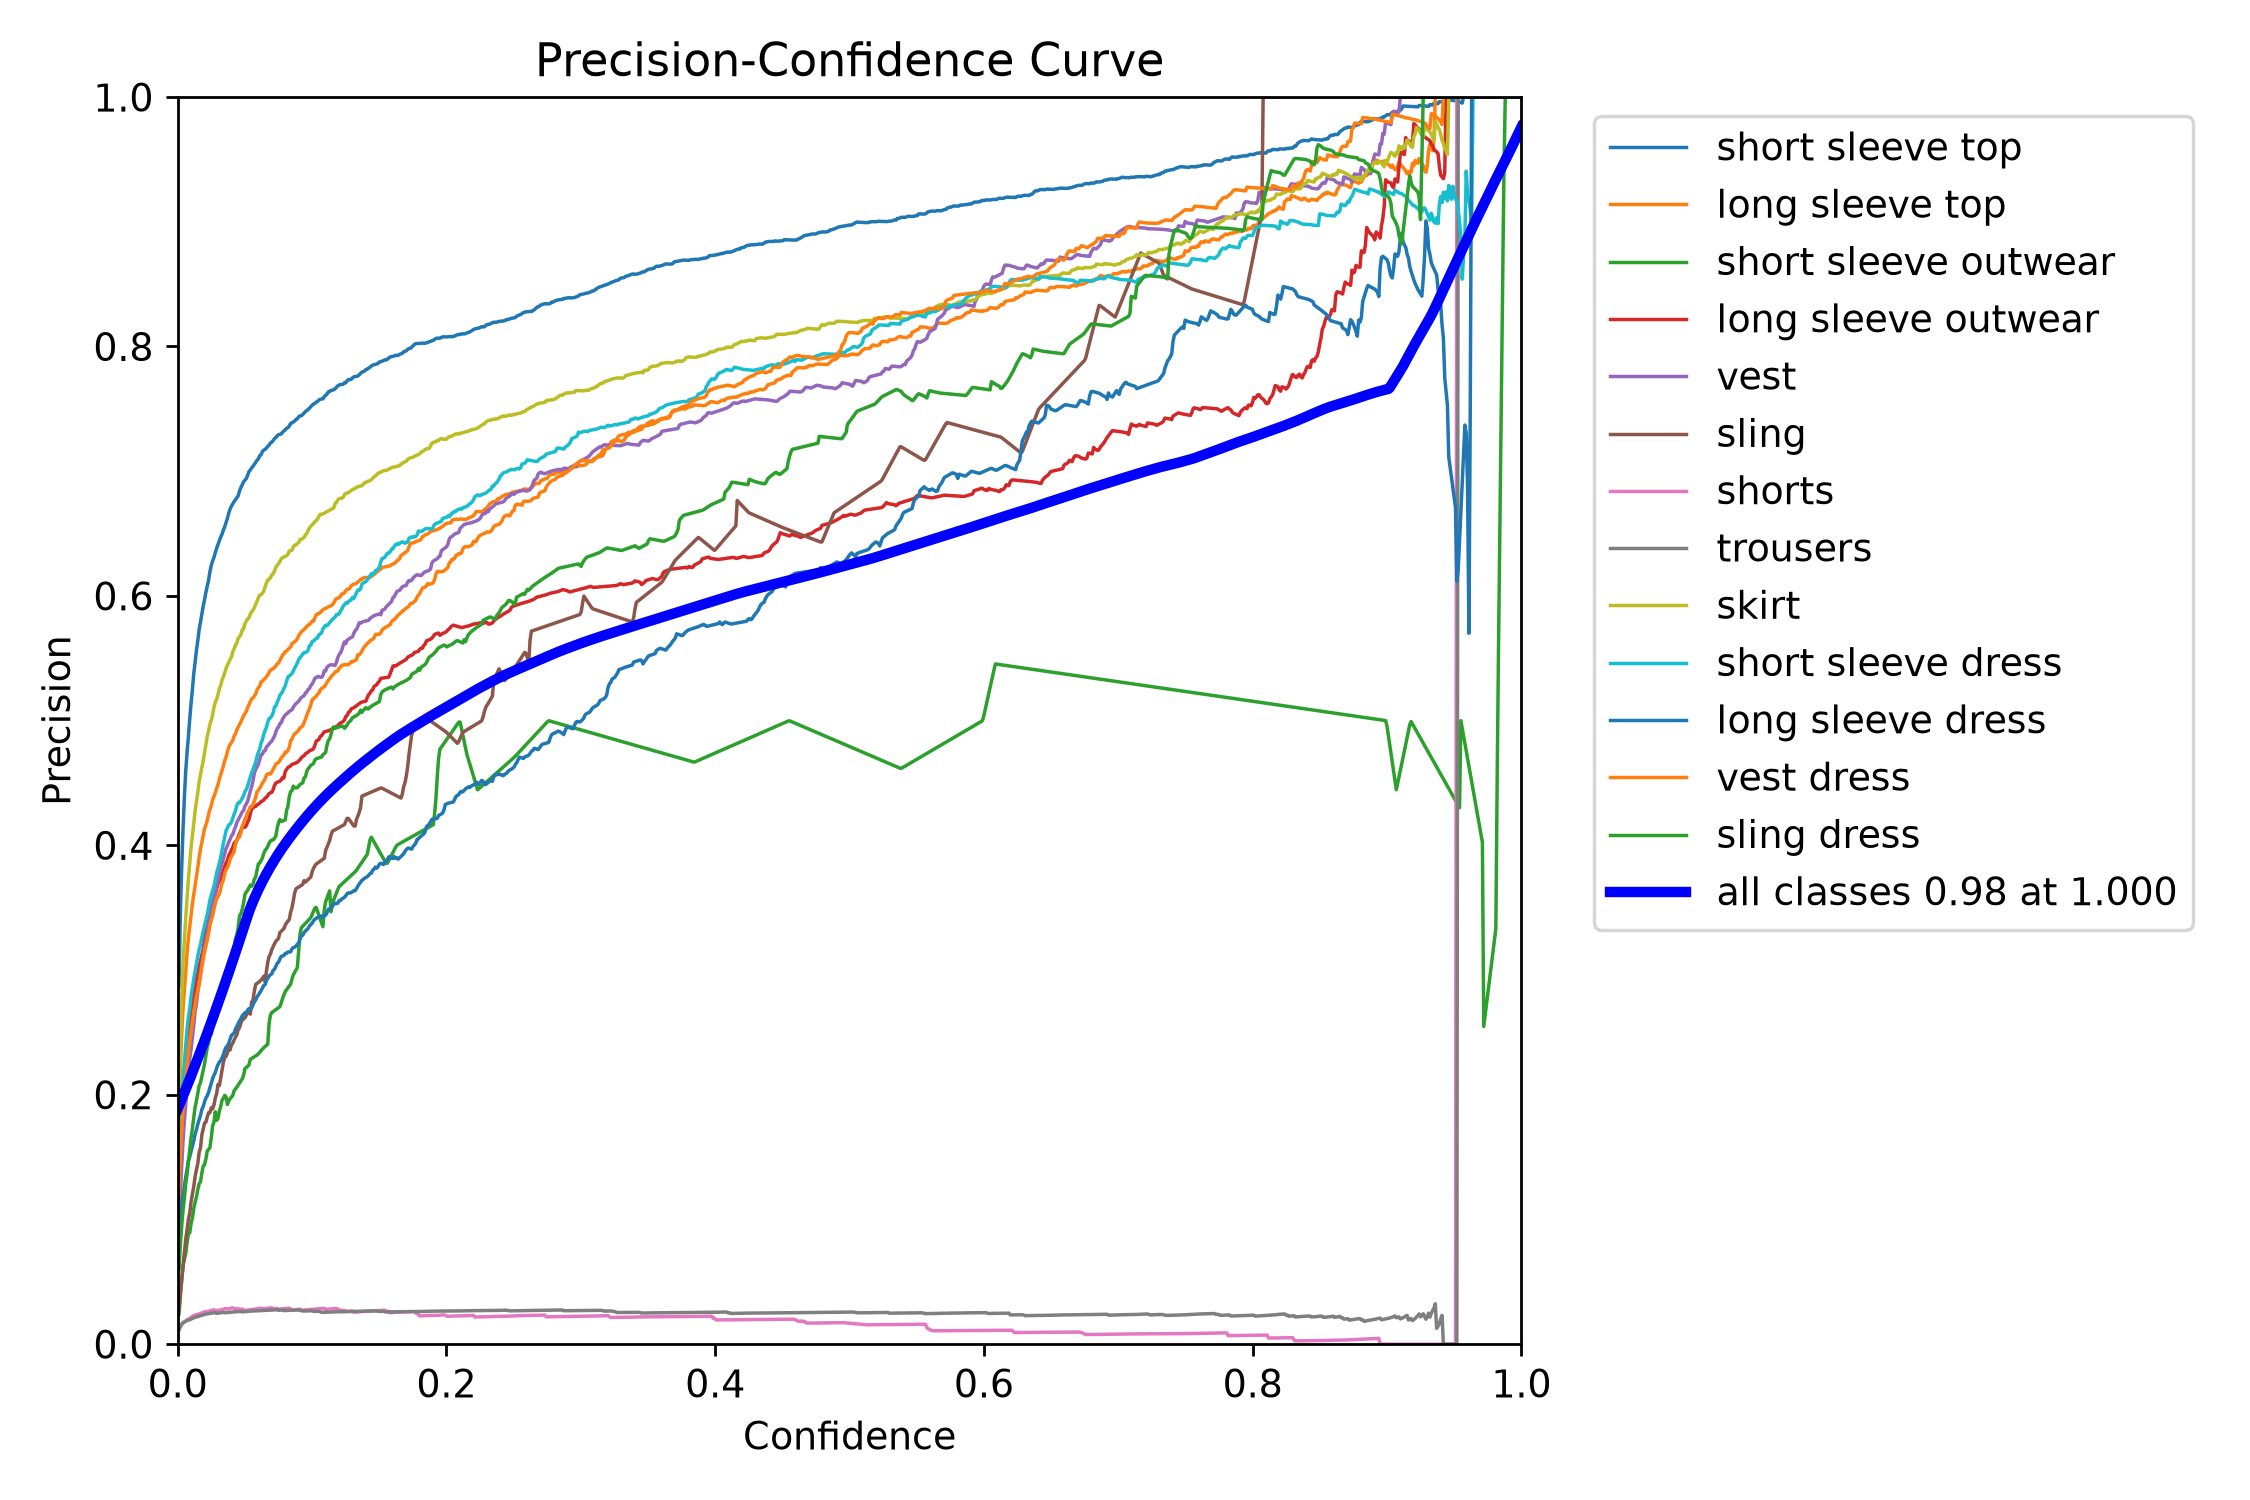 Precision-Confidence Curve
1.0
0.8
0.6
0.4
0.2
0.0
Precision
0.0 0.2 0.4 0.6 0.8 1.0
Confidence
short sleeve top
long sleeve top
short sleeve outwear
long sleeve outwear
vest
sling
shorts
trousers
skirt
short sleeve dress
long sleeve dress
vest dress
sling dress
all classes 0.98 at 1.000